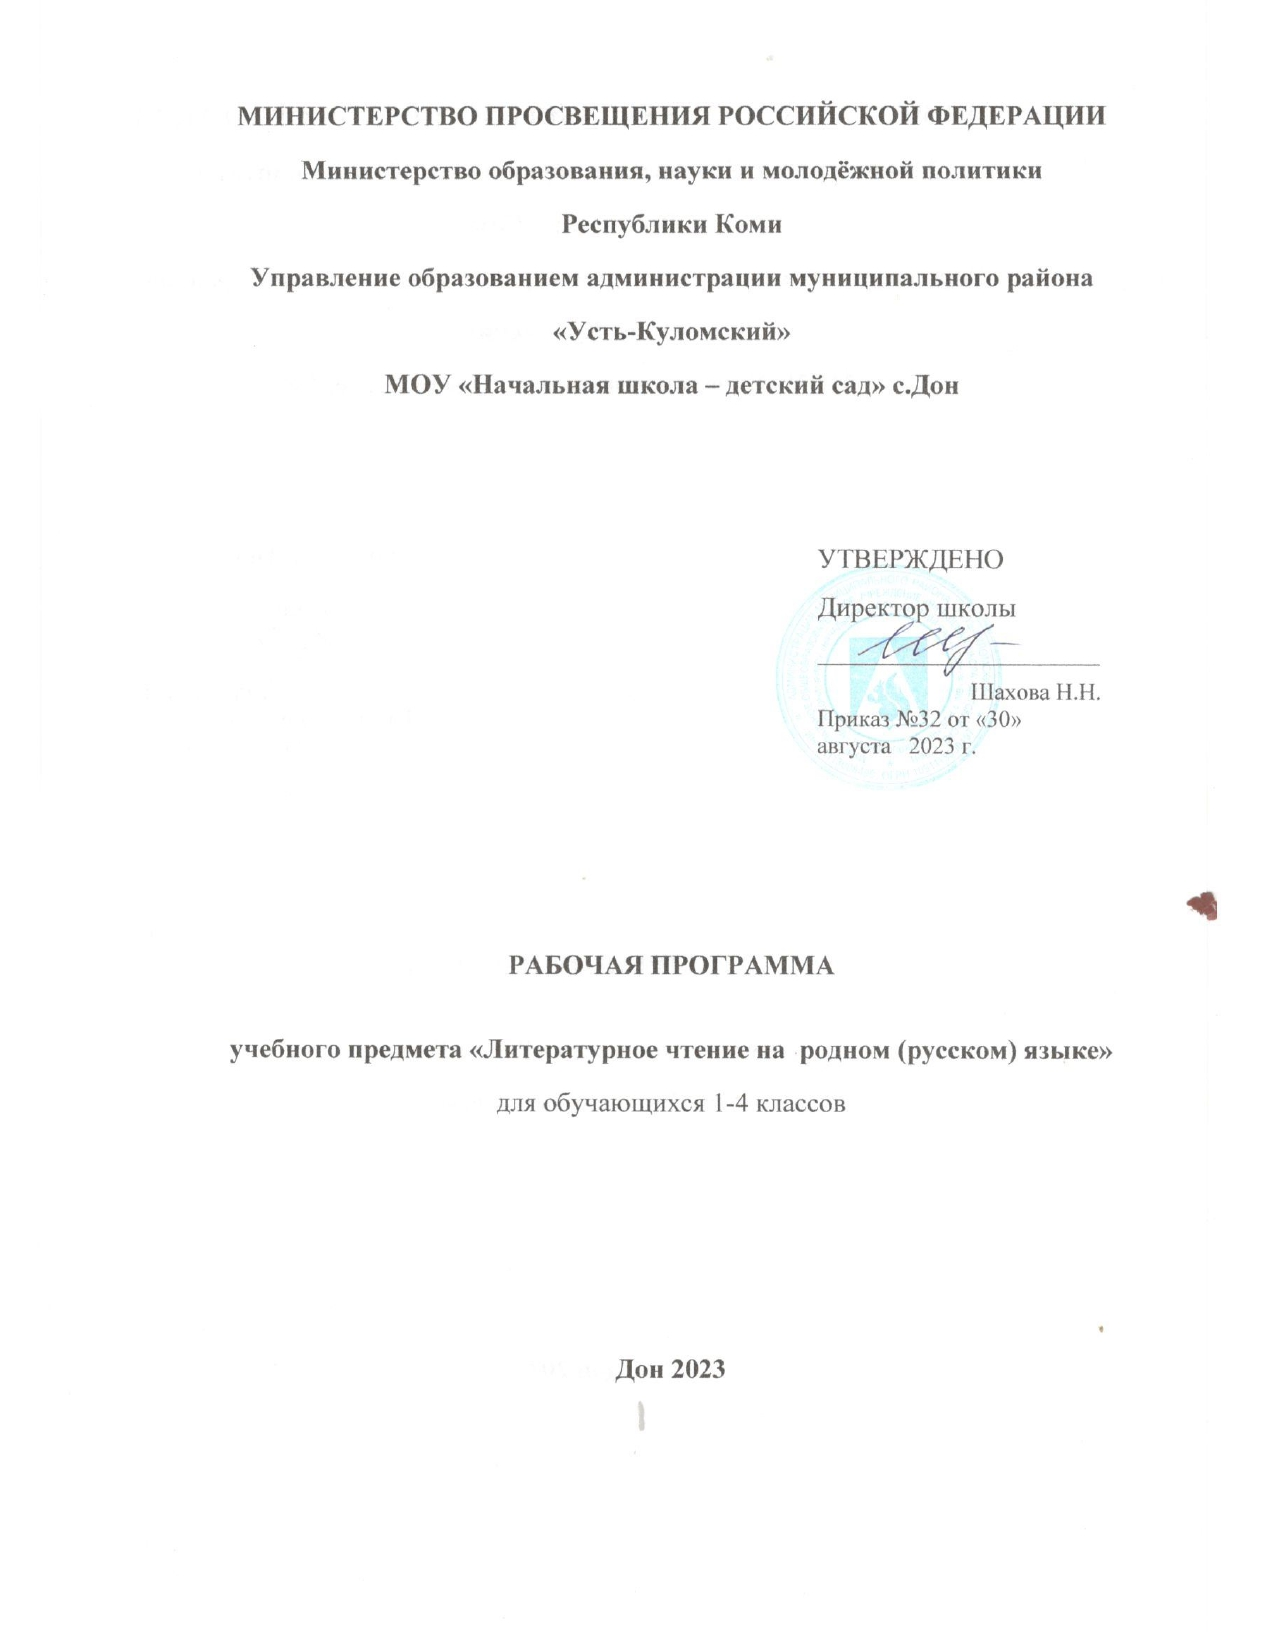 МИНИСТЕРСТВО ПРОСВЕЩЕНИЯ РОССИЙСКОЙ ФЕДЕРАЦИИ
Министерство образования, науки и молодёжной политики
Республики Коми
Управление образованием администрации муниципального района
«Усть-Куломский»
МОУ «Начальная школа – детский сад» с.Дон
УТВЕРЖДЕНО
Директор школы
Шахова Н.Н.
Приказ №32 от «30»
августа 2023 г.
РАБОЧАЯ ПРОГРАММА
учебного предмета «Литературное чтение на родном (русском) языке»
для обучающихся 1-4 классов
Дон 2023